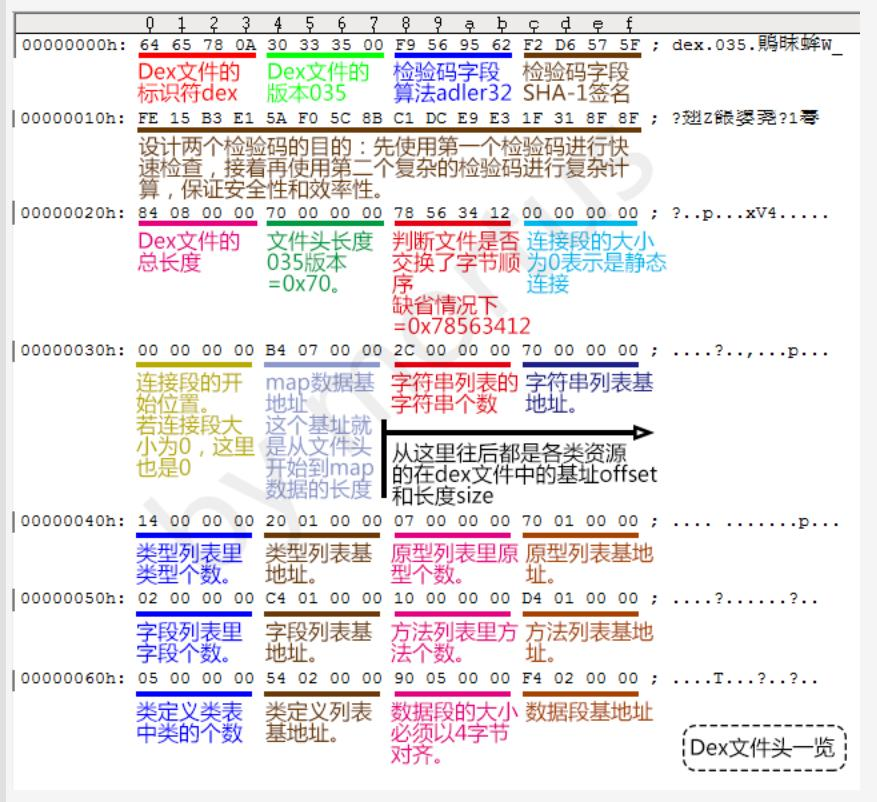 0 1 2 3 4 5 6 7 8 9 a b c d e f
00000000h: 64 65 78 0A 30 33 35 00 F9 56 95 62 F2 D6 57 5F ; dex.035.鵙昩蛑W_
Dex文件的 Dex文件的 检验码字段 检验码字段
标识符dex 版本035 算法adler32 SHA-1签名
00000010h: FE 15 B3 E1 5A F0 5C 8B C1 DC E9 E3 1F 31 8F 8F ; ?翅Z餦婆?1
设计两个检验码的目的：先使用第一个检验码进行快
速检查，接着再使用第二个复杂的检验码进行复杂计
算，保证安全性和效率性。
00000020h: 84 08 00 00 70 00 00 00 78 56 34 12 00 00 00 00 ; ?..p...xV4.....
Dex文件的 文件头长度 判断文件是否 连接段的大小
总长度 035版本 交换了字节顺 为0表示是静态
=0x70。 序 连接
缺省情况下
=0x78563412
00000030h: 00 00 00 00 B4 07 00 00 2C 00 00 00 70 00 00 00 ; ....?..,...p...
连接段的开 map数据基 字符串列表的 字符串列表基
始位置。 地址 字符串个数 地址。
若连接段大 这个基址就
小为0，这里 是从文件头 从这里往后都是各类资源
也是0 开始到map 的在dex文件中的基址offset
数据的长度 和长度size
00000040h: 14 00 00 00 20 01 00 00 07 00 00 00 70 01 00 00 ; .... .......p...
类型列表里 类型列表基 原型列表里原 原型列表基地
类型个数。 地址。 型个数。 址。
00000050h: 02 00 00 00 C4 01 00 00 10 00 00 00 D4 01 00 00 ; ....?......?..
字段列表里 字段列表基 方法列表里方 方法列表基地
字段个数。 地址。 法个数。 址。
00000060h: 05 00 00 00 54 02 00 00 90 05 00 00 F4 02 00 00 ; ....T...?..?..
类定义类表 类定义列表 数据段的大小 数据段基地址
中类的个数 基地址。 必须以4字节
对齐。
Dex文件头一览